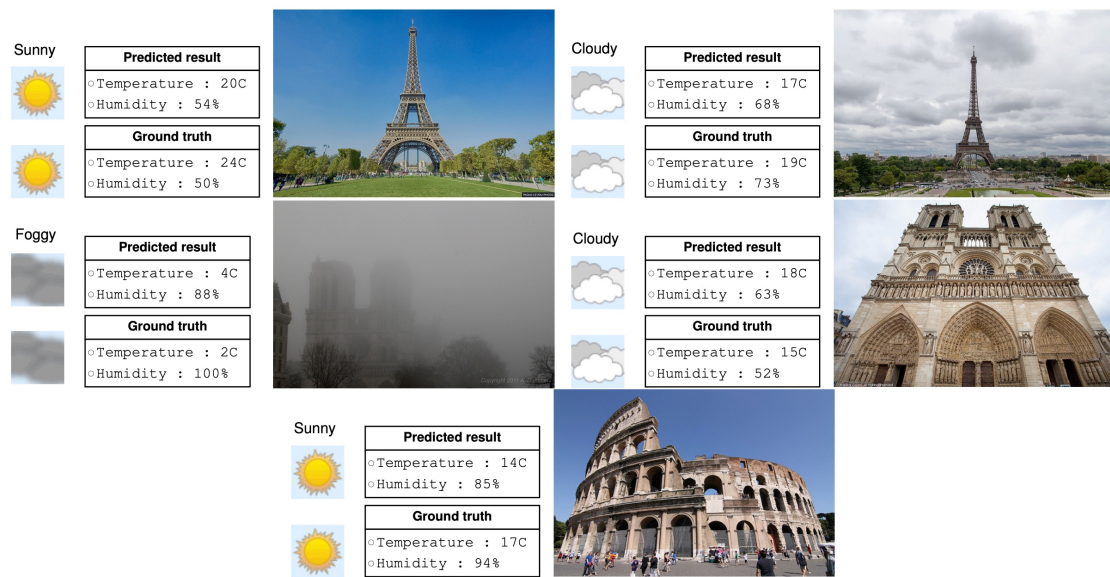 Sunny
Predicted result
Temperature : 20C
Humidity : 54%
Ground truth
Temperature : 24C
Humidity : 50%
Cloudy
Predicted result
Temperature : 17C
Humidity : 68%
Ground truth
Temperature : 19C
Humidity : 73%
Foggy
Predicted result
Temperature : 4C
Humidity : 88%
Ground truth
Temperature : 2C
Humidity : 100%
Cloudy
Predicted result
Temperature : 18C
Humidity : 63%
Ground truth
Temperature : 15C
Humidity : 52%
Sunny
Predicted result
Temperature : 14C
Humidity : 85%
Ground truth
Temperature : 17C
Humidity : 94%